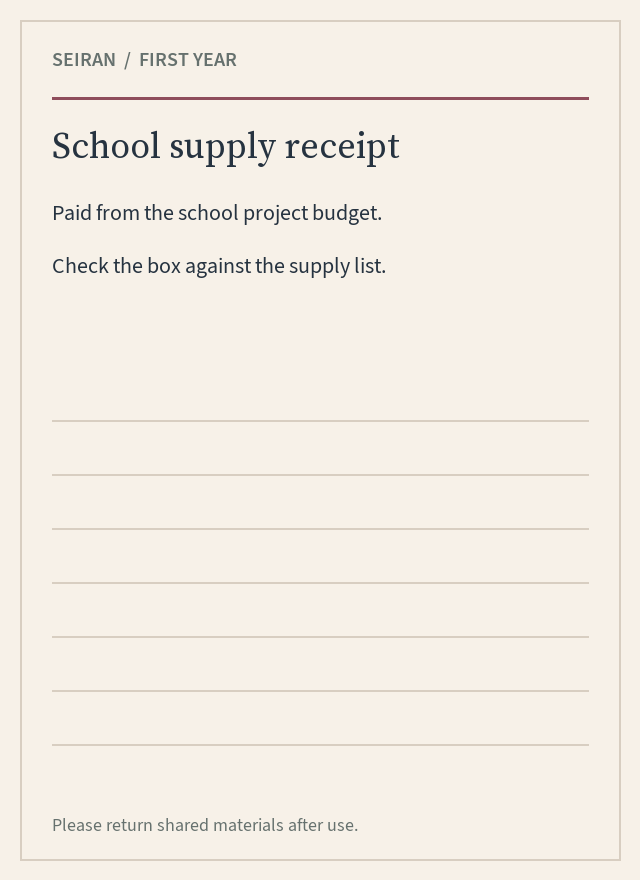 SEIRAN / FIRST YEAR
School supply receipt
Paid from the school project budget.
Check the box against the supply list.
Please return shared materials after use.